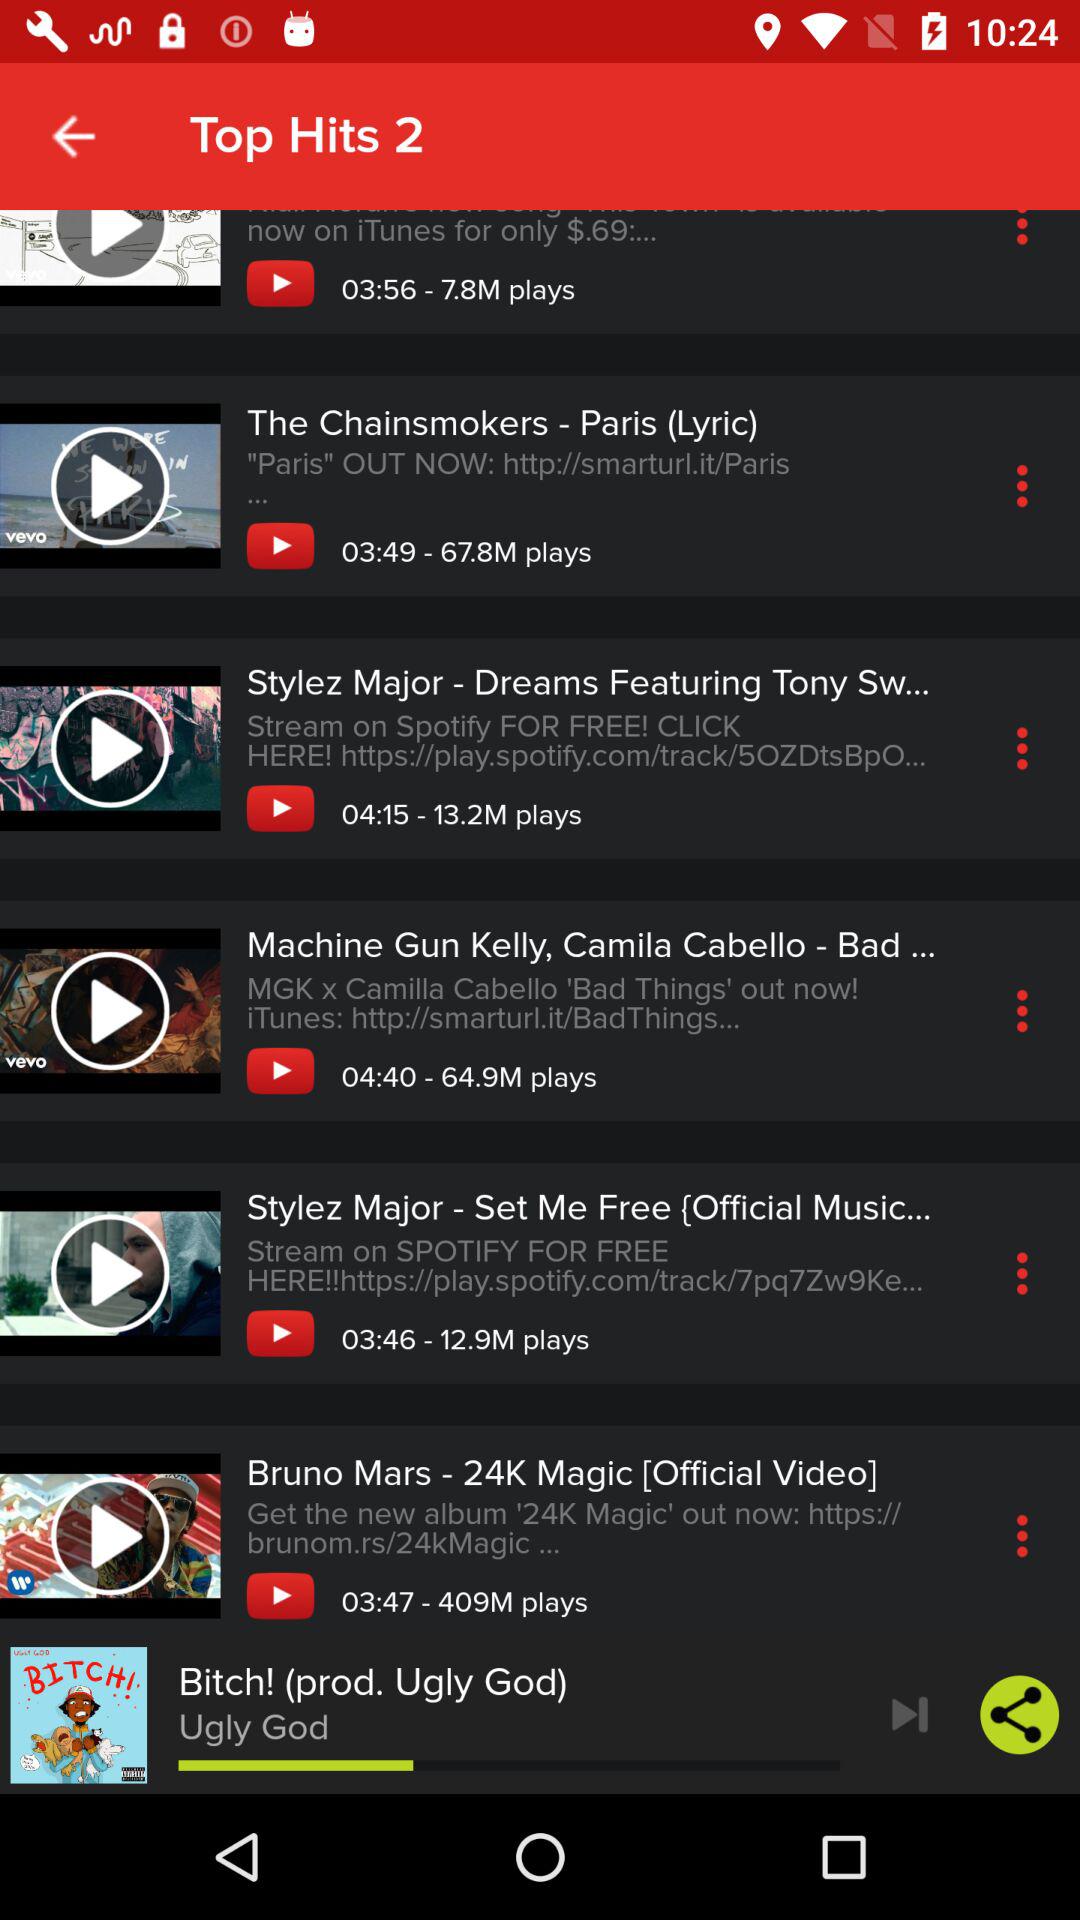 10:24
Top Hits 2
now on iTunes for only $.69:...
03:56 - 7.8M plays
The Chainsmokers - Paris (Lyric)
"Paris" OUT NOW: http://smarturl.it/Paris
...
03:49 - 67.8M plays
WE WERE
IN
PARIS
vevo
Stylez Major - Dreams Featuring Tony Sw...
Stream on Spotify FOR FREE! CLICK
HERE! https://play.spotify.com/track/5OZDtsBpO...
04:15 - 13.2M plays
Machine Gun Kelly, Camila Cabello - Bad ...
MGK x Camilla Cabello 'Bad Things' out now!
iTunes: http://smarturl.it/BadThings...
04:40 - 64.9M plays
vevo
Stylez Major - Set Me Free {Official Music...
Stream on SPOTIFY FOR FREE
HERE!!https://play.spotify.com/track/7pq7Zw9Ke...
03:46 - 12.9M plays
Bruno Mars - 24K Magic [Official Video]
Get the new album '24K Magic' out now: https://
brunom.rs/24kMagic ...
03:47 - 409M plays
UGLY GOD
BITCH!
Bitch! (prod. Ugly God)
Ugly God